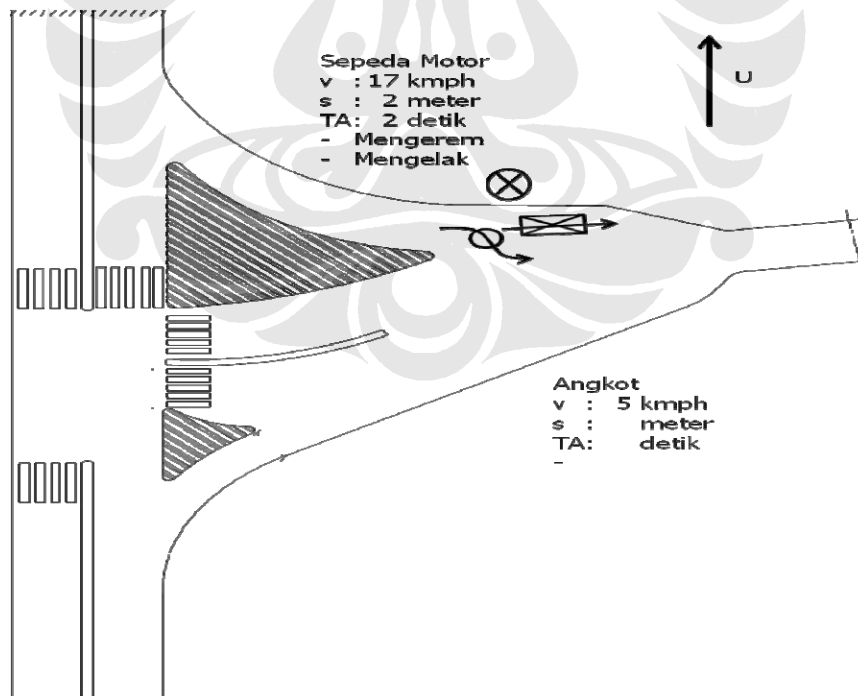 Sepeda Motor
v : 17 kmph
s : 2 meter
TA: 2 detik
- Mengerem
- Mengelak
U
Angkot
v : 5 kmph
s : meter
TA: detik
-